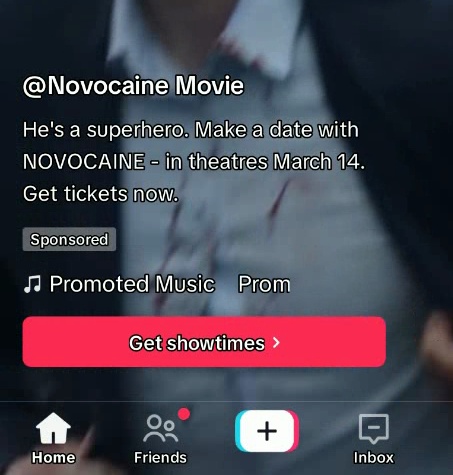 @Novocaine Movie
He's a superhero. Make a date with
NOVOCAINE - in theatres March 14.
Get tickets now.
Sponsored
Promoted Music Prom
Get showtimes >
Home Friends Inbox